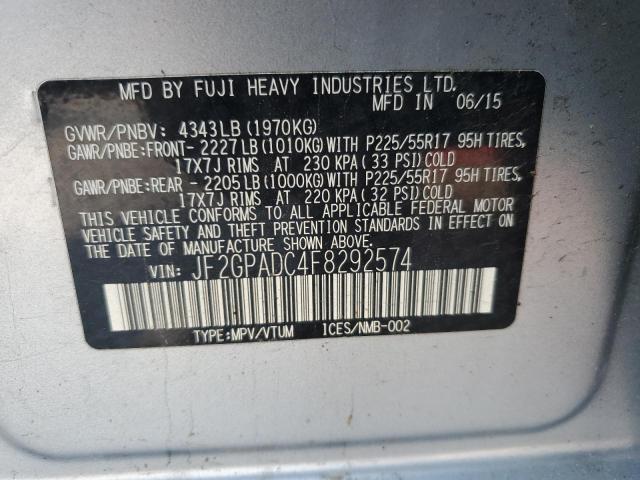 MFD BY FUJI HEAVY INDUSTRIES LTD.
MFD IN 06/15
GVWR/PNBV: 4343LB (1970KG)
GAWR/PNBE:FRONT- 2227LB (1010KG)WITH P225/55R17 95H TIRES,
17X7J RIMS AT 230 KPA (33 PSI)COLD
GAWR/PNBE:REAR - 2205LB (1000KG)WITH P225/55R17 95H TIRES,
17X7J RIMS AT 220 KPA (32 PSI)COLD
THIS VEHICLE CONFORMS TO ALL APPLICABLE FEDERAL MOTOR
VEHICLE SAFETY AND THEFT PREVENTION STANDARDS IN EFFECT ON
THE DATE OF MANUFACTURE SHOWN ABOVE.
VIN: JF2GPADC4F8292574
TYPE:MPV/VTUM ICES/NMB-002